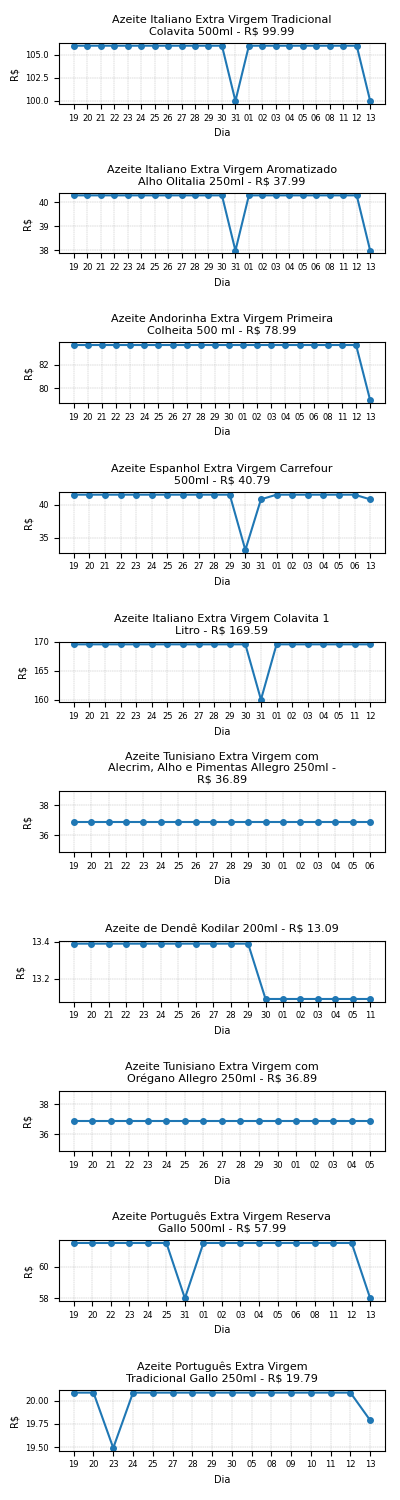 Azeite Italiano Extra Virgem Tradicional
Colavita 500ml - R$ 99.99
105.0
102.5
100.0
R$
19 20 21 22 23 24 25 26 27 28 29 30 31 01 02 03 04 05 06 08 11 12 13
Dia
Azeite Italiano Extra Virgem Aromatizado
Alho Olitalia 250ml - R$ 37.99
40
39
38
R$
19 20 21 22 23 24 25 26 27 28 29 30 31 01 02 03 04 05 06 08 11 12 13
Dia
Azeite Andorinha Extra Virgem Primeira
Colheita 500 ml - R$ 78.99
82
80
R$
19 20 21 22 23 24 25 26 27 28 29 30 01 02 03 04 05 06 08 11 12 13
Dia
Azeite Espanhol Extra Virgem Carrefour
500ml - R$ 40.79
40
35
R$
19 20 21 22 23 24 25 26 27 28 29 30 31 01 02 03 04 05 06 13
Dia
Azeite Italiano Extra Virgem Colavita 1
Litro - R$ 169.59
170
165
160
R$
19 20 21 22 23 24 25 26 27 28 29 30 31 01 02 03 04 05 11 12
Dia
Azeite Tunisiano Extra Virgem com
Alecrim, Alho e Pimentas Allegro 250ml -
R$ 36.89
38
36
R$
19 20 21 22 23 24 25 26 27 28 29 30 01 02 03 04 05 06
Dia
Azeite de Dendê Kodilar 200ml - R$ 13.09
13.4
13.2
R$
19 20 21 22 23 24 25 26 27 28 29 30 01 02 03 04 05 11
Dia
Azeite Tunisiano Extra Virgem com
Orégano Allegro 250ml - R$ 36.89
38
36
R$
19 20 21 22 23 24 25 26 27 28 29 30 01 02 03 04 05
Dia
Azeite Português Extra Virgem Reserva
Gallo 500ml - R$ 57.99
60
58
R$
19 20 22 23 24 25 31 01 02 03 04 05 06 08 11 12 13
Dia
Azeite Português Extra Virgem
Tradicional Gallo 250ml - R$ 19.79
20.00
19.75
19.50
R$
19 20 23 24 25 27 28 29 30 05 08 09 10 11 12 13
Dia